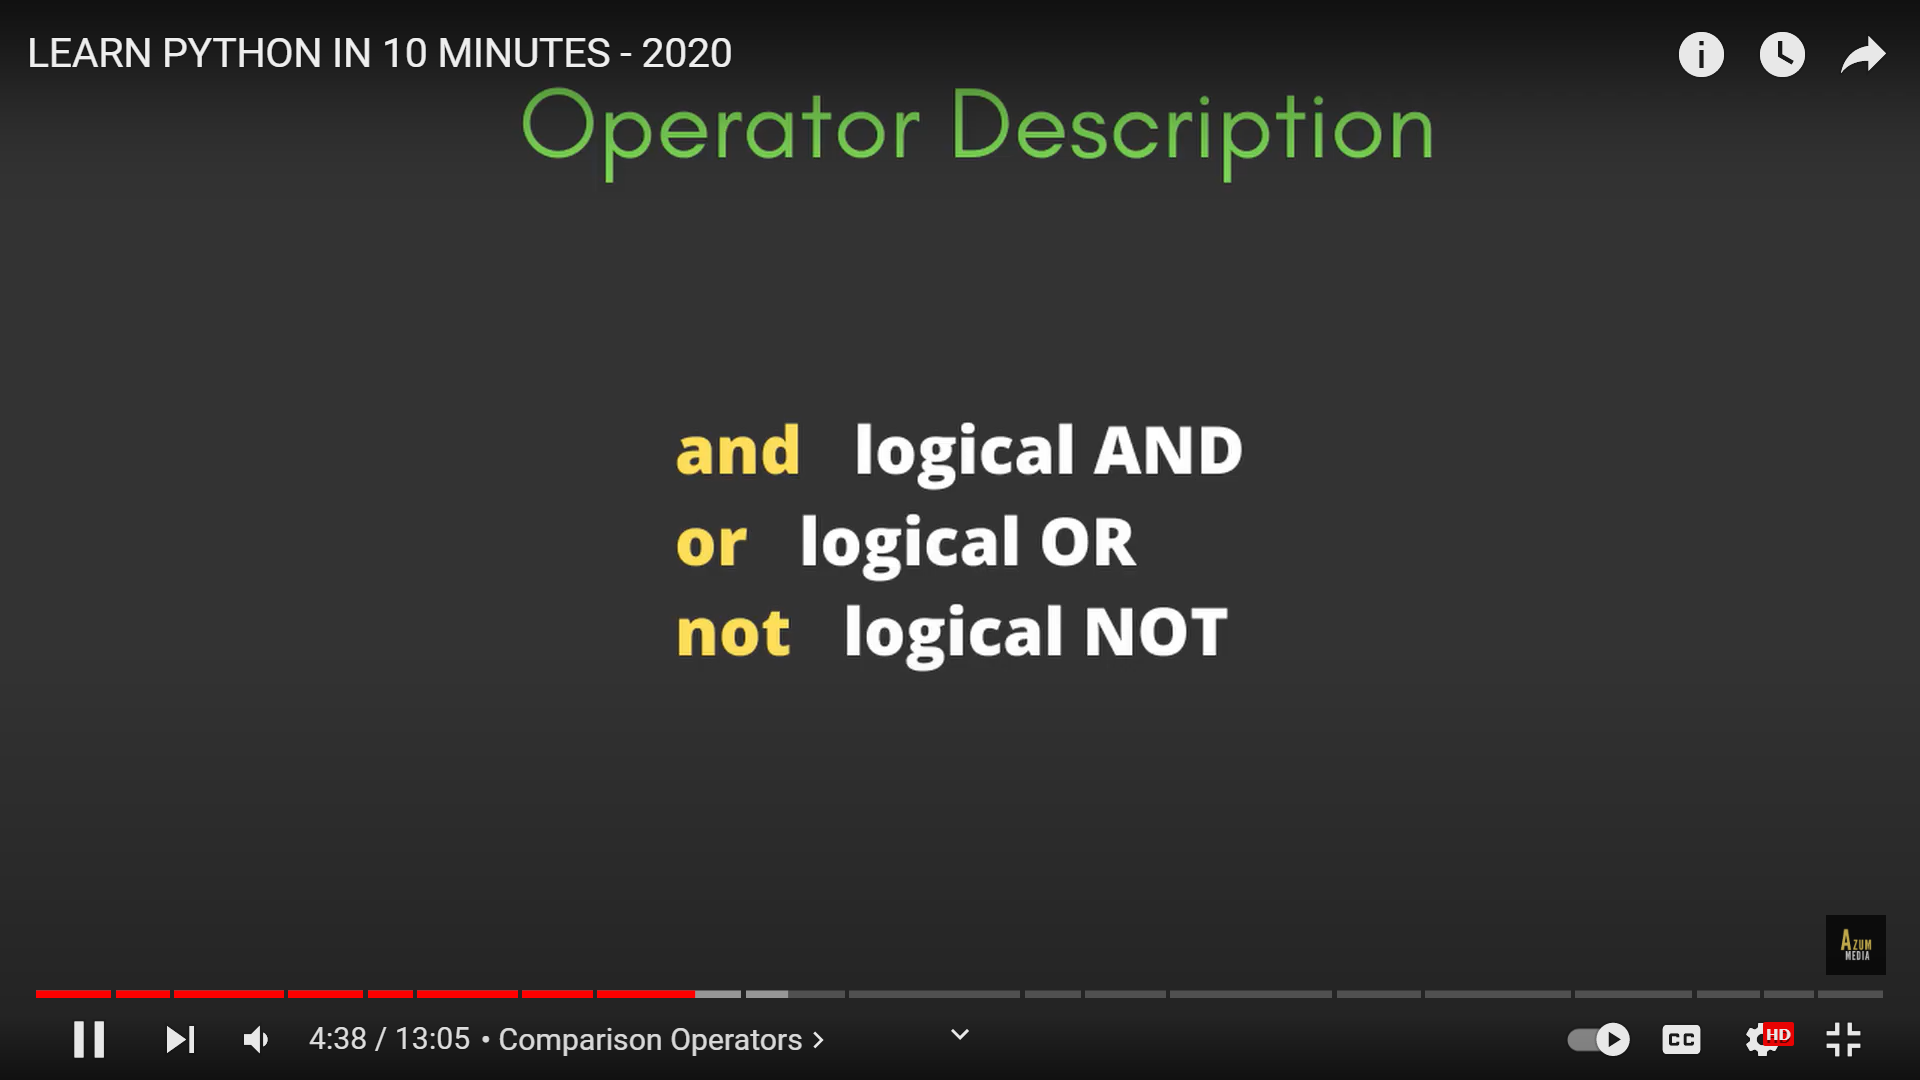 LEARN PYTHON IN 10 MINUTES - 2020
Operator Description
and logical AND
or logical OR
not logical NOT
AZUM
MEDIA
4:38 / 13:05 • Comparison Operators >
CC
HD